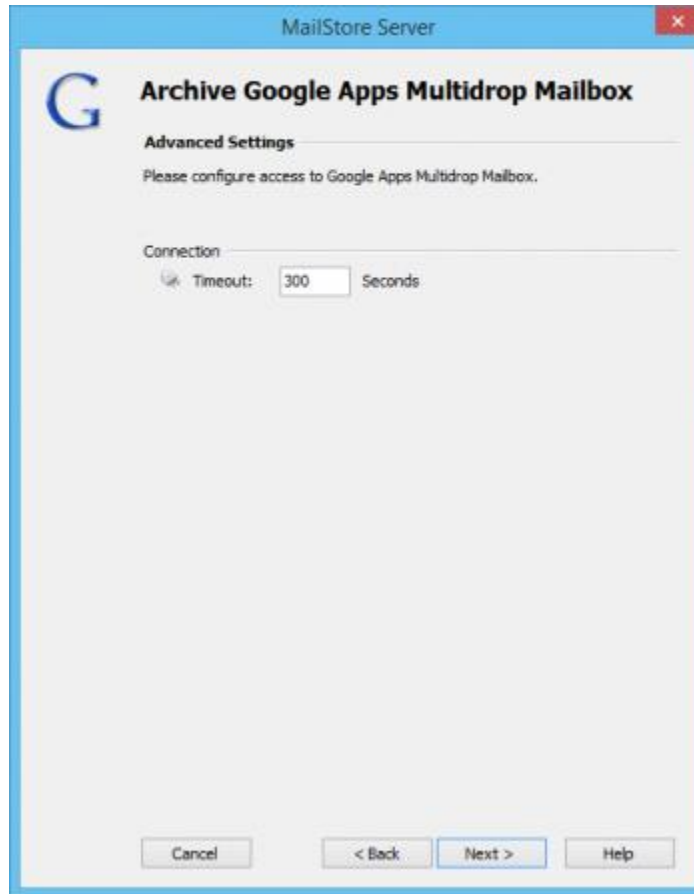 MailStore Server
G
Archive Google Apps Multidrop Mailbox
Advanced Settings
Please configure access to Google Apps Multidrop Mailbox.
Connection
Timeout: 300 Seconds
Cancel < Back Next > Help